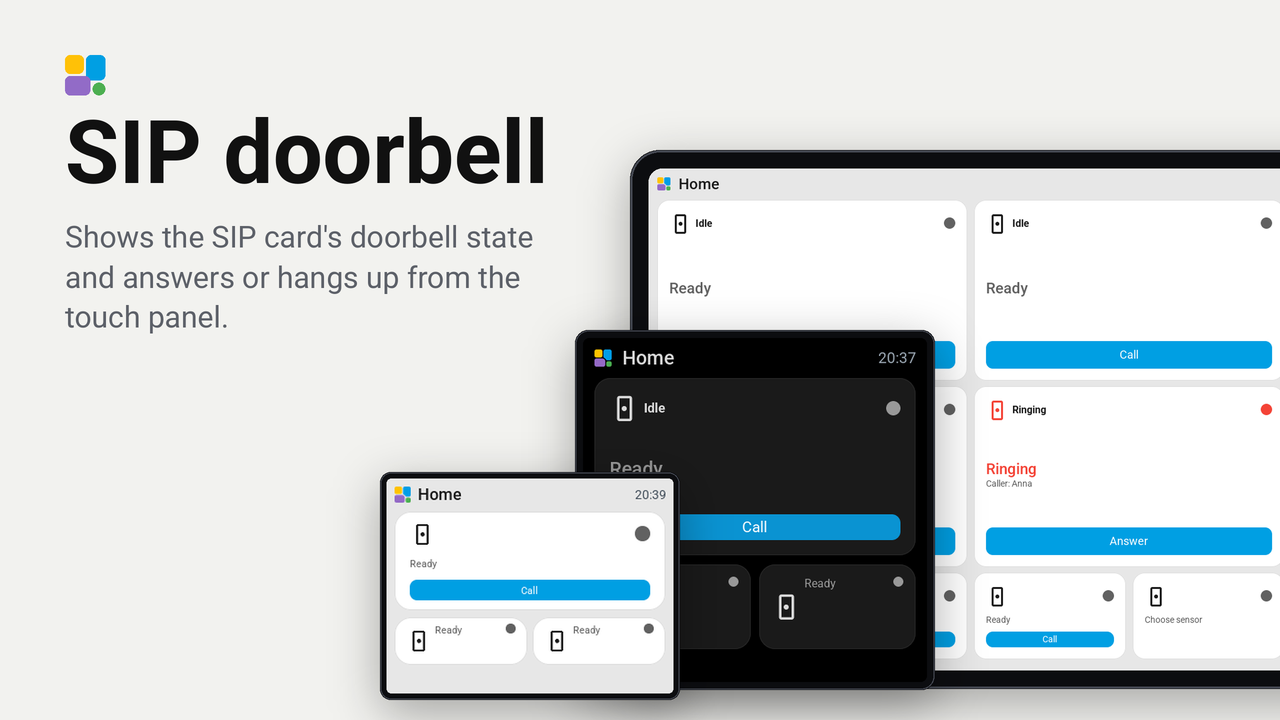 SIP doorbell
Shows the SIP card's doorbell state
and answers or hangs up from the
touch panel.
Home
Idle
Idle
Ready
Ready
Call
Ringing
Ringing
Caller: Anna
Answer
Ready
Call
Choose sensor
Home 20:37
Idle
Ready
Call
Ready
Home 20:39
Ready
Call
Ready
Ready